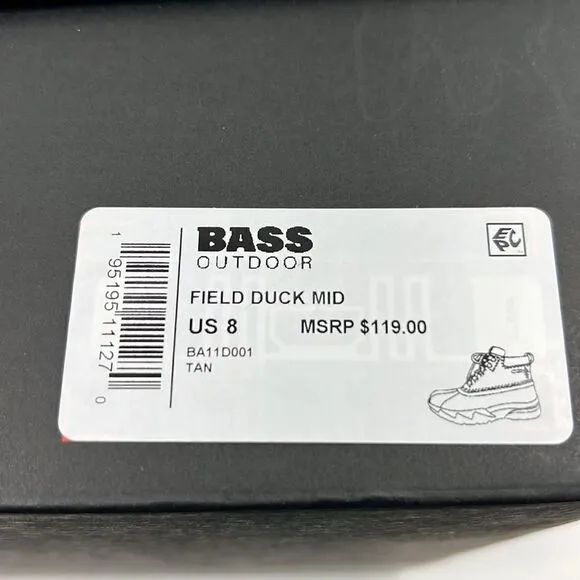 BASS
OUTDOOR
FIELD DUCK MID
US 8 MSRP $119.00
BA11D001
TAN
1 95195 11127 0